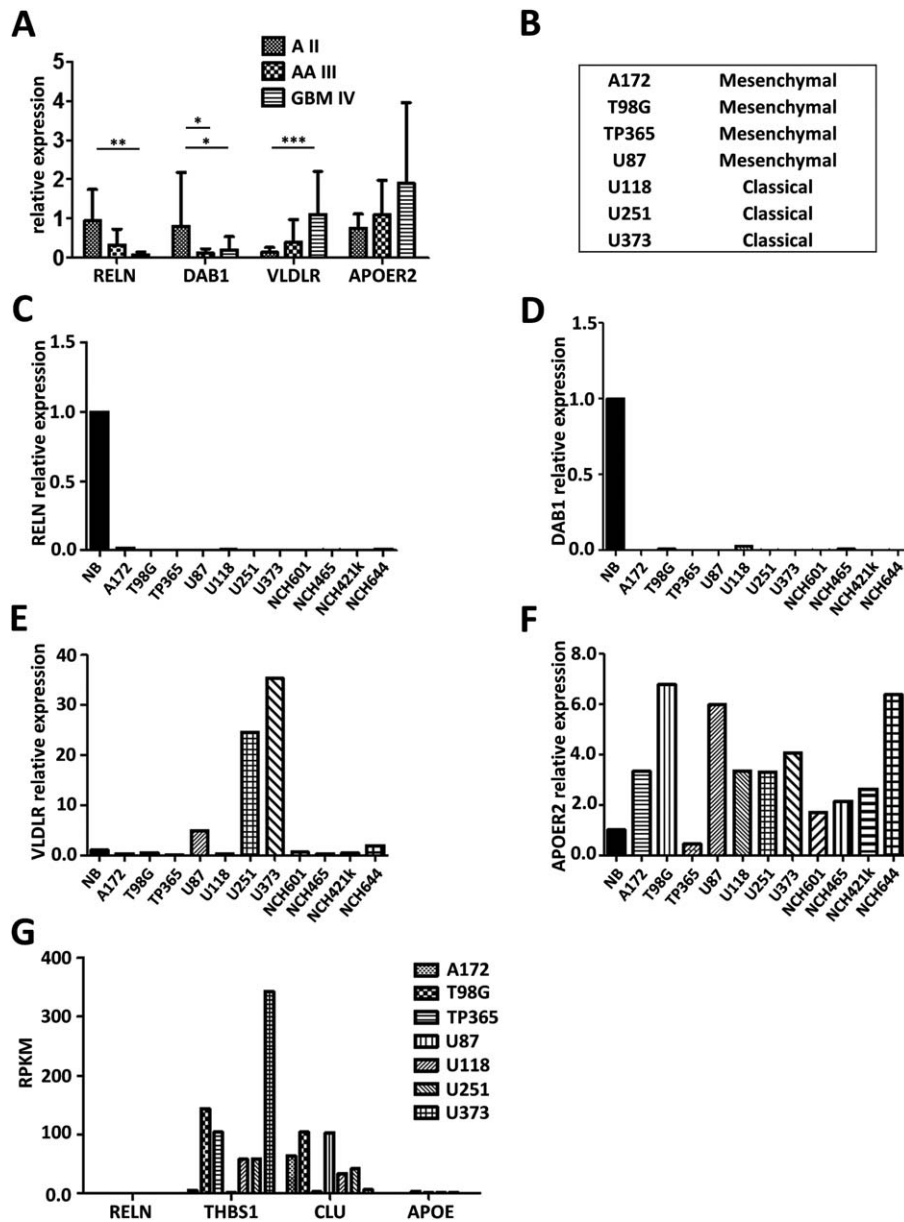 A
B
A II
AA III
GBM IV
relative expression
5
4
3
2
1
0
**
*
*
***
RELN DAB1 VLDLR APOER2
A172 Mesenchymal
T98G Mesenchymal
TP365 Mesenchymal
U87 Mesenchymal
U118 Classical
U251 Classical
U373 Classical
C
RELN relative expression
1.5
1.0
0.5
0.0
NB A172 T98G TP365 U87 U118 U251 U373 NCH601 NCH465 NCH421k NCH644
D
DAB1 relative expression
1.5
1.0
0.5
0.0
NB A172 T98G TP365 U87 U118 U251 U373 NCH601 NCH465 NCH421k NCH644
E
VLDLR relative expression
40
30
20
10
0.0
NB A172 T98G TP365 U87 U118 U251 U373 NCH601 NCH465 NCH421k NCH644
F
APOER2 relative expression
8.0
6.0
4.0
2.0
0.0
NB A172 T98G TP365 U87 U118 U251 U373 NCH601 NCH465 NCH421k NCH644
G
RPKM
400
300
200
100
0.0
RELN THBS1 CLU APOE
A172
T98G
TP365
U87
U118
U251
U373